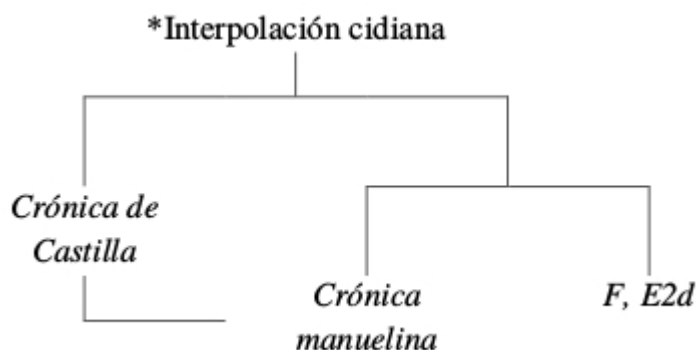 *Interpolación cidiana
Crónica de
Castilla
Crónica
manuelina
F, E2d